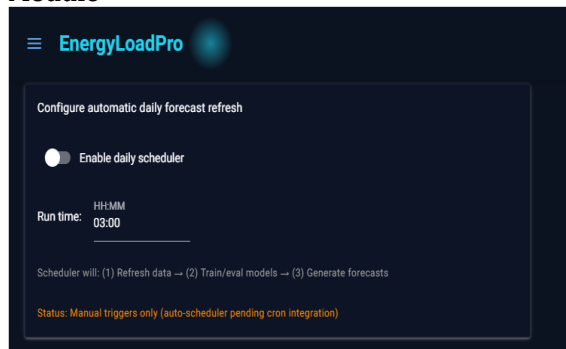 EnergyLoadPro
Configure automatic daily forecast refresh
Enable daily scheduler
HH:MM
Run time: 03:00
Scheduler will: (1) Refresh data → (2) Train/eval models → (3) Generate forecasts
Status: Manual triggers only (auto-scheduler pending cron integration)